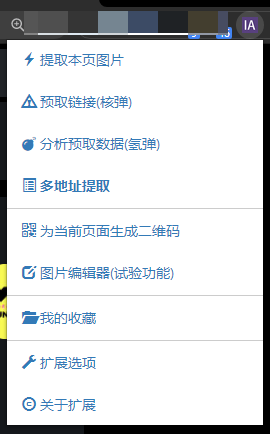 IA
提取本页图片
预取链接(核弹)
分析预取数据(氢弹)
多地址提取
为当前页面生成二维码
图片编辑器(试验功能)
我的收藏
扩展选项
关于扩展